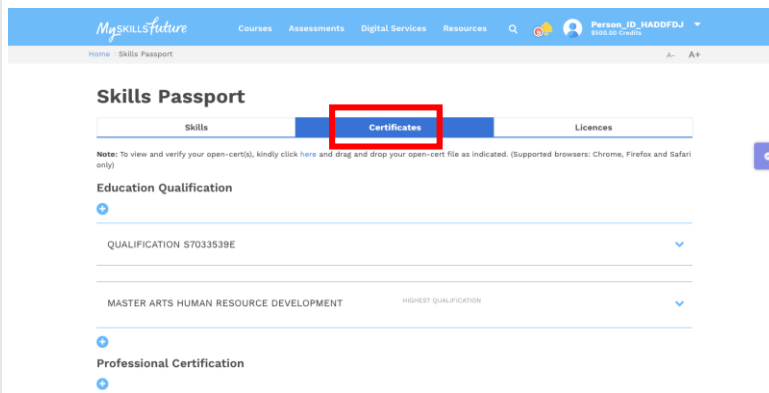 MySKILLSfuture
Courses Assessments Digital Services Resources
Person_ID_HADDFDJ
$500.00 Credits
Home Skills Passport
A- A+
Skills Passport
Skills Certificates Licences
Note: To view and verify your open-cert(s), kindly click here and drag and drop your open-cert file as indicated. (Supported browsers: Chrome, Firefox and Safari
only)
Education Qualification
QUALIFICATION S7033539E
MASTER ARTS HUMAN RESOURCE DEVELOPMENT HIGHEST QUALIFICATION
Professional Certification